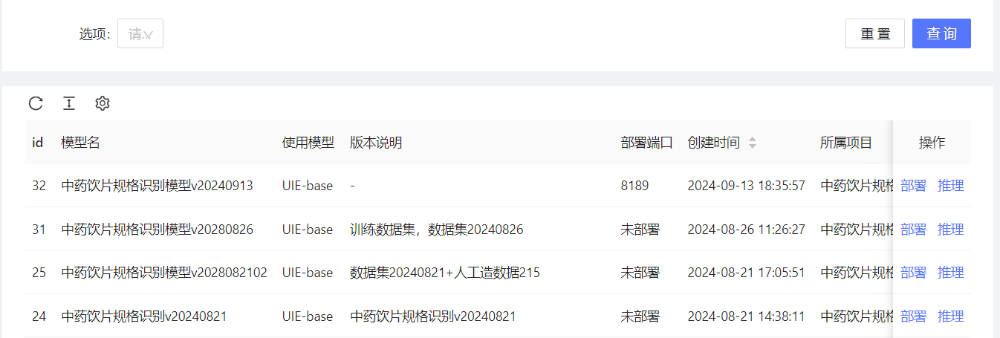 选项: 请... 重 置 查 询
id 模型名 使用模型 版本说明 部署端口 创建时间 所属项目 操作
32 中药饮片规格识别模型v20240913 UIE-base - 8189 2024-09-13 18:35:57 中药饮片规格 部署 推理
31 中药饮片规格识别模型v20280826 UIE-base 训练数据集，数据集20240826 未部署 2024-08-26 11:26:27 中药饮片规格 部署 推理
25 中药饮片规格识别模型v2028082102 UIE-base 数据集20240821+人工造数据215 未部署 2024-08-21 17:05:51 中药饮片规格 部署 推理
24 中药饮片规格识别v20240821 UIE-base 中药饮片规格识别v20240821 未部署 2024-08-21 14:38:11 中药饮片规格 部署 推理